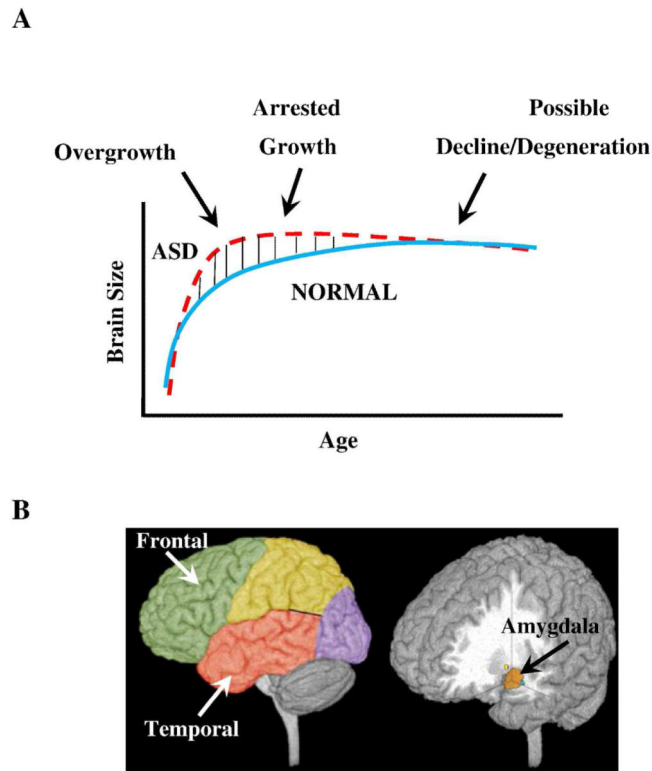 A
Arrested
Growth
Possible
Decline/Degeneration
Overgrowth
ASD
NORMAL
Brain Size
Age
B
Frontal
Temporal
Amygdala